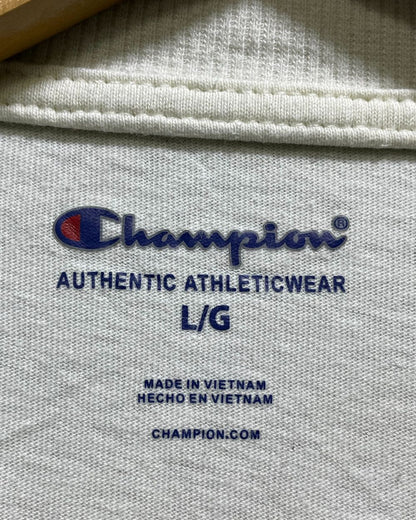 Champion®
AUTHENTIC ATHLETICWEAR
L/G
MADE IN VIETNAM
HECHO EN VIETNAM
CHAMPION.COM